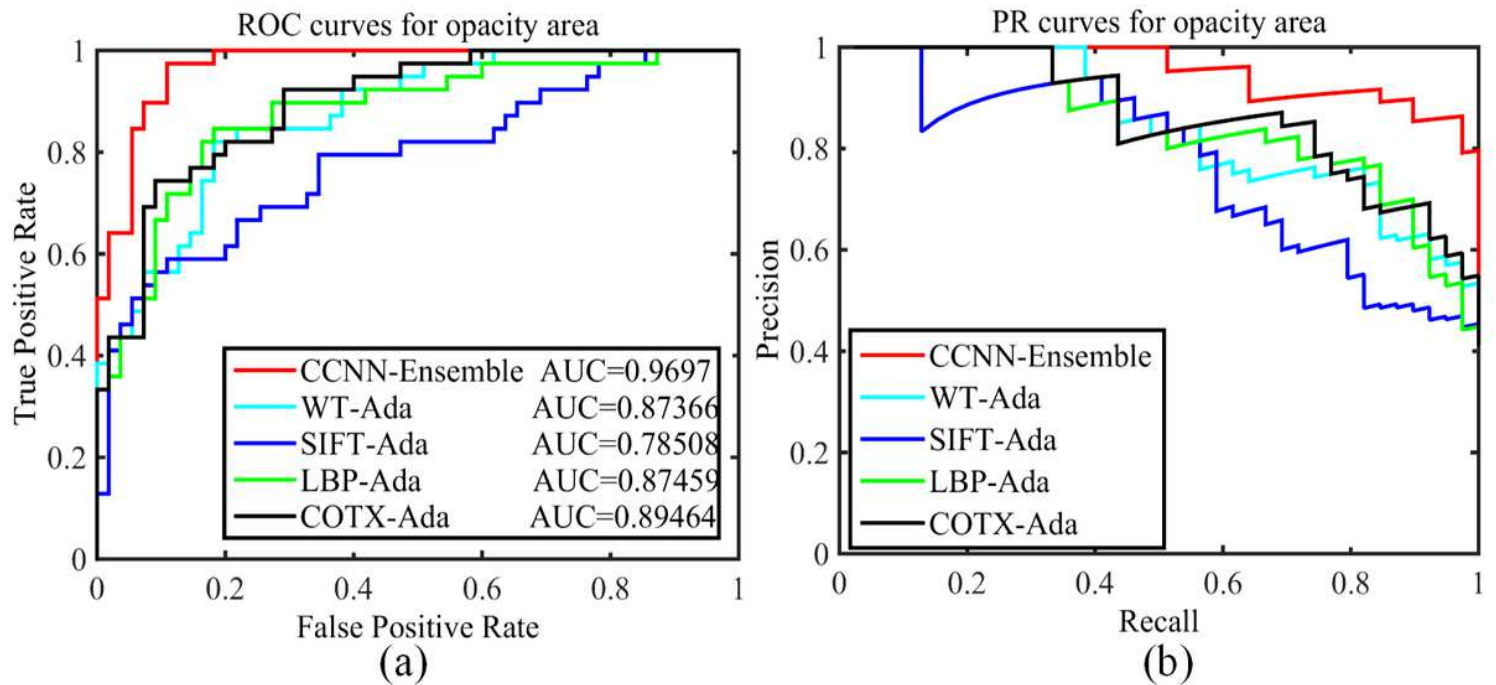 ROC curves for opacity area
True Positive Rate
1
0.8
0.6
0.4
0.2
0
CCNN-Ensemble AUC=0.9697
WT-Ada AUC=0.87366
SIFT-Ada AUC=0.78508
LBP-Ada AUC=0.87459
COTX-Ada AUC=0.89464
0 0.2 0.4 0.6 0.8 1
False Positive Rate
(a)
PR curves for opacity area
Precision
1
0.8
0.6
0.4
0.2
0
CCNN-Ensemble
WT-Ada
SIFT-Ada
LBP-Ada
COTX-Ada
0 0.2 0.4 0.6 0.8 1
Recall
(b)